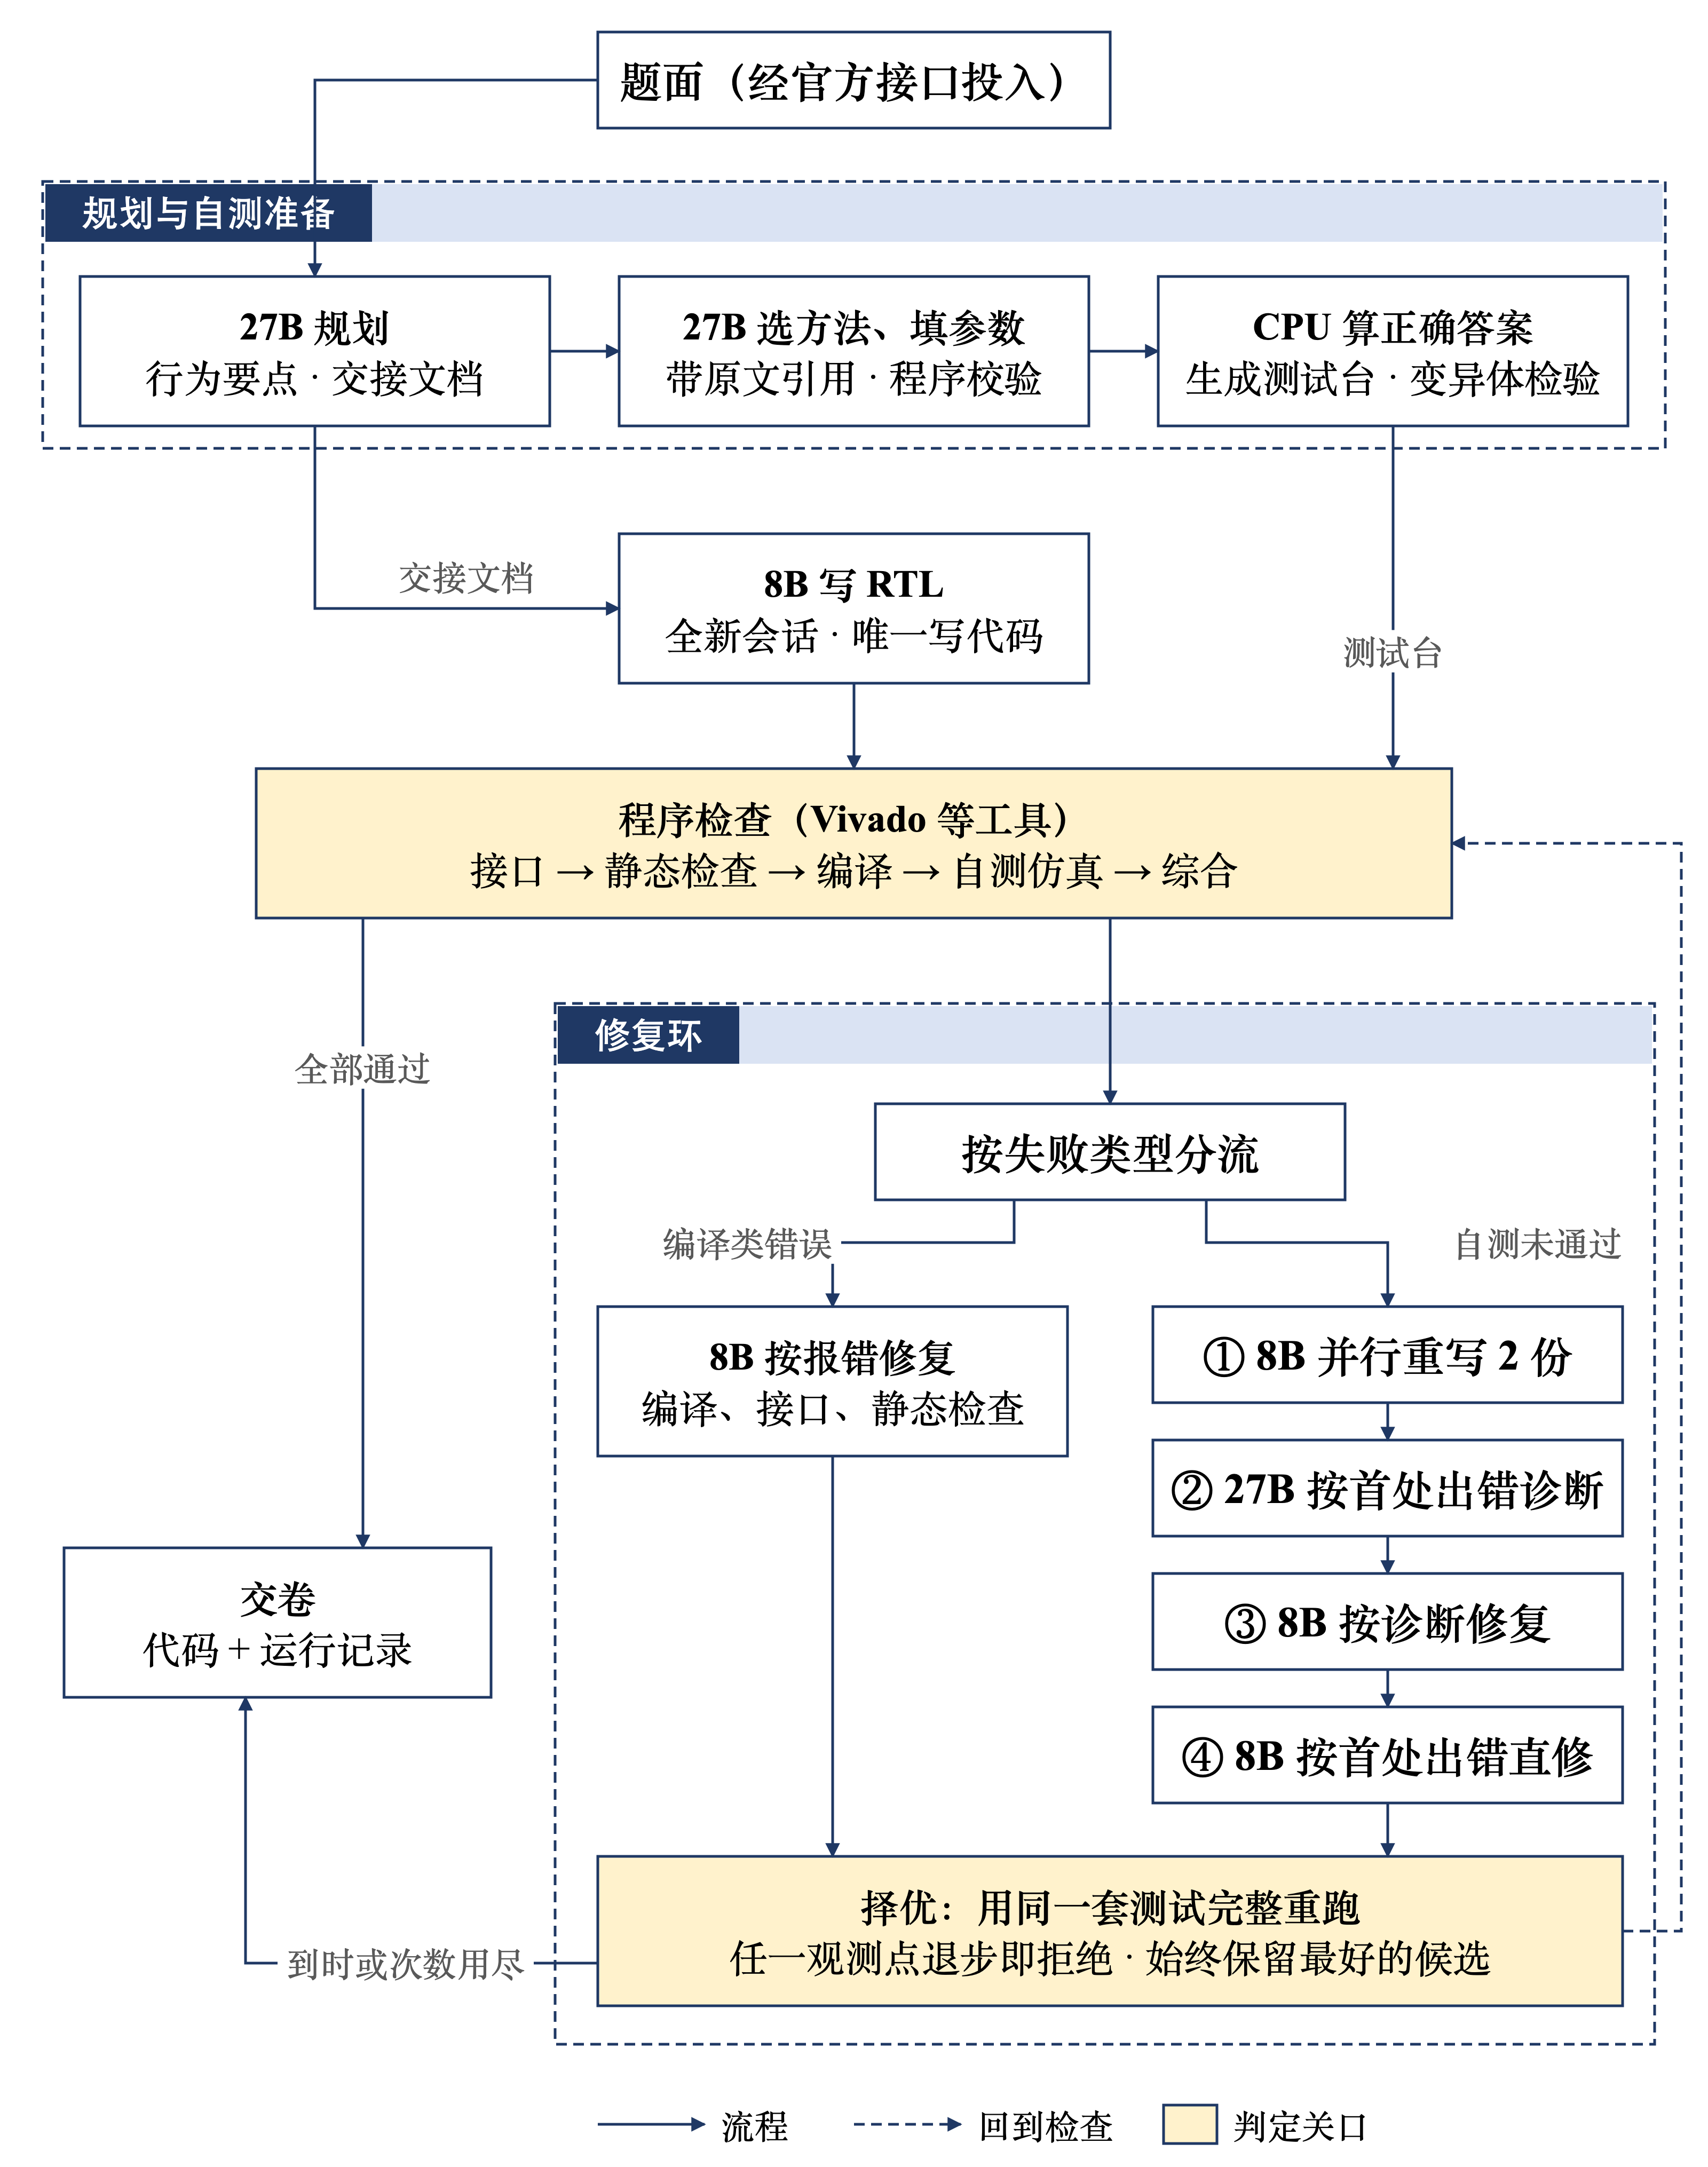 题面（经官方接口投入）
规划与自测准备
27B 规划
行为要点 · 交接文档
27B 选方法、填参数
带原文引用 · 程序校验
CPU 算正确答案
生成测试台 · 变异体检验
交接文档
8B 写 RTL
全新会话 · 唯一写代码
测试台
程序检查（Vivado 等工具）
接口 → 静态检查 → 编译 → 自测仿真 → 综合
全部通过
修复环
按失败类型分流
编译类错误
自测未通过
8B 按报错修复
编译、接口、静态检查
① 8B 并行重写 2 份
② 27B 按首处出错诊断
③ 8B 按诊断修复
④ 8B 按首处出错直修
交卷
代码 + 运行记录
择优：用同一套测试完整重跑
任一观测点退步即拒绝 · 始终保留最好的候选
到时或次数用尽
流程
回到检查
判定关口